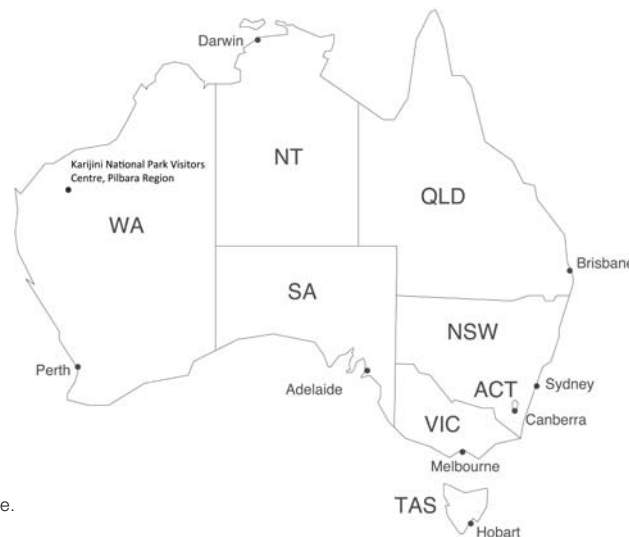 Darwin
Karijini National Park Visitors
Centre, Pilbara Region
NT
QLD
WA
Brisbane
SA
NSW
Perth
Adelaide
ACT
Sydney
Canberra
VIC
Melbourne
TAS
e.
Hobart